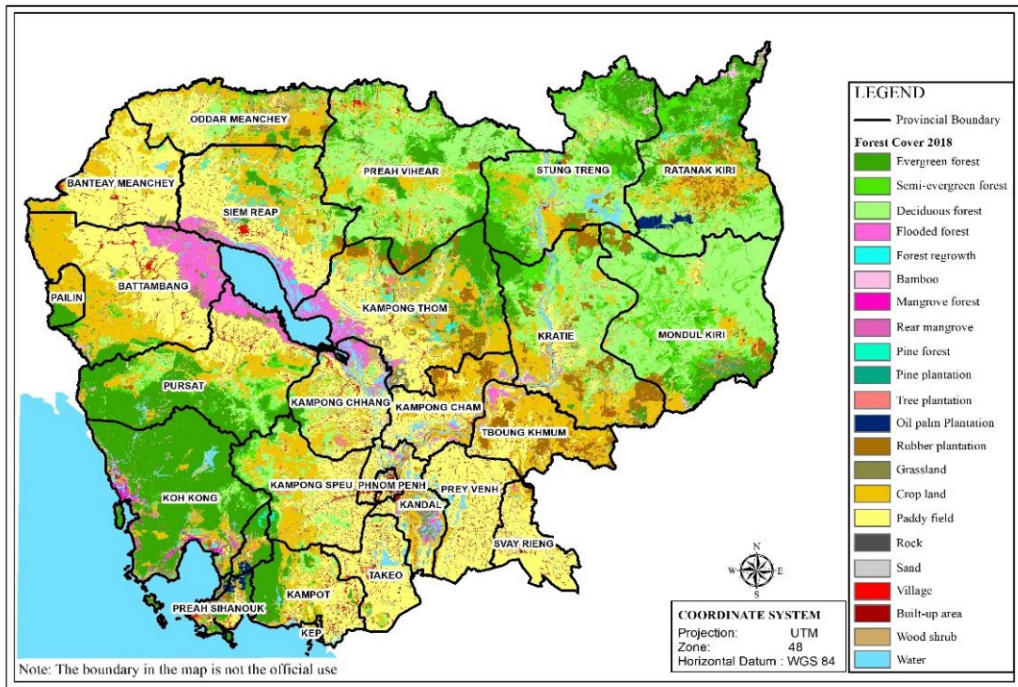 ODDAR MEANCHEY
BANTEAY MEANCHEY
SIEM REAP
PREAH VIHEAR
STUNG TRENG
RATANAK KIRI
BATTAMBANG
PAILIN
KAMPONG THOM
KRATIE
MONDUL KIRI
PURSAT
KAMPONG CHHANG
KAMPONG CHAM
TBOUNG KHMUM
KOH KONG
KAMPONG SPEU
PHNOM PENH
KANDAL
PREY VENH
SVAY RIENG
TAKEO
KAMPOT
PREAH SIHANOUK
KEP
Note: The boundary in the map is not the official use
N
W
E
S
COORDINATE SYSTEM
Projection: UTM
Zone: 48
Horizontal Datum : WGS 84
LEGEND
Provincial Boundary
Forest Cover 2018
Evergreen forest
Semi-evergreen forest
Deciduous forest
Flooded forest
Forest regrowth
Bamboo
Mangrove forest
Rear mangrove
Pine forest
Pine plantation
Tree plantation
Oil palm Plantation
Rubber plantation
Grassland
Crop land
Paddy field
Rock
Sand
Village
Built-up area
Wood shrub
Water